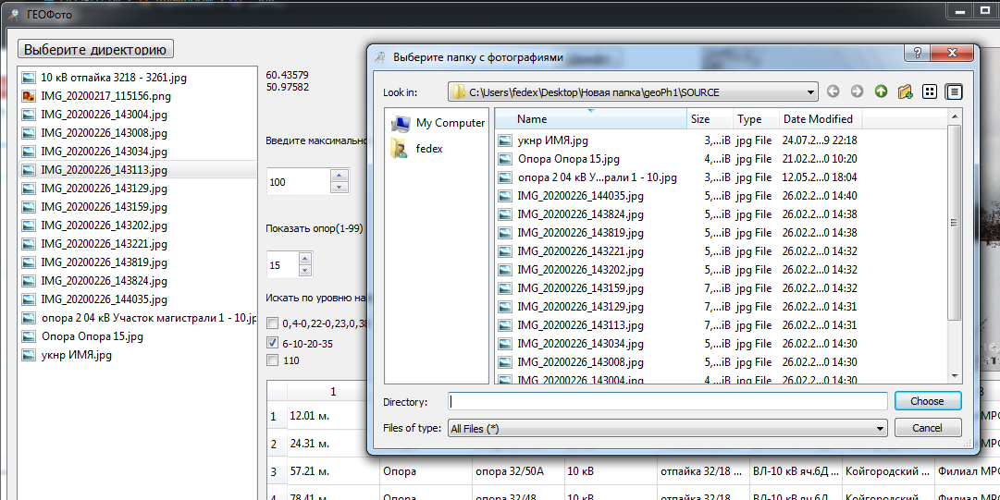 ГЕОФото
Выберите директорию
10 кВ отпайка 3218 - 3261.jpg
IMG_20200217_115156.png
IMG_20200226_143004.jpg
IMG_20200226_143008.jpg
IMG_20200226_143034.jpg
IMG_20200226_143113.jpg
IMG_20200226_143129.jpg
IMG_20200226_143159.jpg
IMG_20200226_143202.jpg
IMG_20200226_143221.jpg
IMG_20200226_143819.jpg
IMG_20200226_143824.jpg
IMG_20200226_144035.jpg
опора 2 04 кВ Участок магистрали 1 - 10.jp
Опора Опора 15.jpg
укнр ИМЯ.jpg
60.43579
50.97582
Введите максимально
100
Показать опор(1-99)
15
Искать по уровню на
0,4-0,22-0,23,0,38
6-10-20-35
110
Выберите папку с фотографиями
Look in: C:\Users\fedex\Desktop\Новая папка\geoPh1\SOURCE
My Computer
fedex
Name Size Type Date Modified
укнр ИМЯ.jpg 3,...iB jpg File 24.07.2...9 22:18
Опора Опора 15.jpg 4,...iB jpg File 21.02.2...0 10:20
опора 2 04 кВ У...рали 1 - 10.jpg 3,...iB jpg File 12.05.2...0 18:04
IMG_20200226_144035.jpg 5,...iB jpg File 26.02.2...0 14:40
IMG_20200226_143824.jpg 5,...iB jpg File 26.02.2...0 14:38
IMG_20200226_143819.jpg 5,...iB jpg File 26.02.2...0 14:38
IMG_20200226_143221.jpg 5,...iB jpg File 26.02.2...0 14:32
IMG_20200226_143202.jpg 5,...iB jpg File 26.02.2...0 14:32
IMG_20200226_143159.jpg 7,...iB jpg File 26.02.2...0 14:32
IMG_20200226_143129.jpg 7,...iB jpg File 26.02.2...0 14:31
IMG_20200226_143113.jpg 7,...iB jpg File 26.02.2...0 14:31
IMG_20200226_143034.jpg 5,...iB jpg File 26.02.2...0 14:30
IMG_20200226_143008.jpg 5,...iB jpg File 26.02.2...0 14:30
IMG_20200226_143004.jpg 4,...iB jpg File 26.02.2...0 14:30
Directory: Choose
Files of type: All Files (*) Cancel
1
1 12.01 м. МРС
2 24.31 м. МРС
3 57.21 м. Опора опора 32/50А 10 кВ отпайка 32/18 ... ВЛ-10 кВ яч.6Д ... Койгородский ... Филиал МРС
78.41 м. Опора опора 32/48 10 кВ отпайка 32/18 ... ВЛ-10 кВ яч.6Д Койгородский Филиал МРС